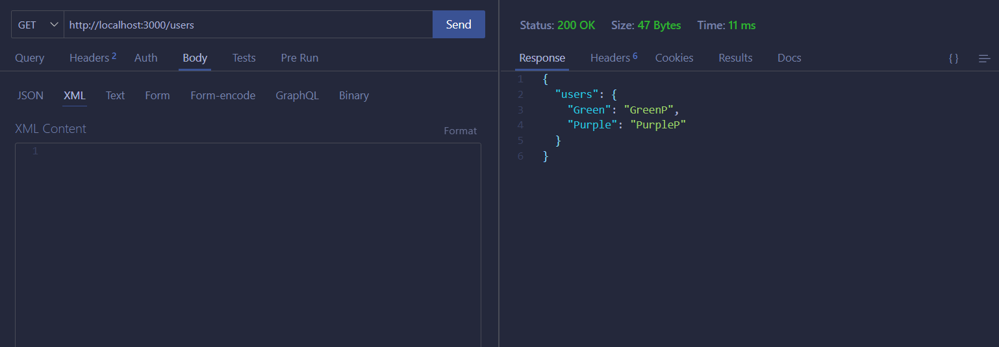 GET http://localhost:3000/users Send
Query Headers 2 Auth Body Tests Pre Run
JSON XML Text Form Form-encode GraphQL Binary
XML Content Format
1
Status: 200 OK Size: 47 Bytes Time: 11 ms
Response Headers 6 Cookies Results Docs { }
1 {
2 "users": {
3 "Green": "GreenP",
4 "Purple": "PurpleP"
5 }
6 }